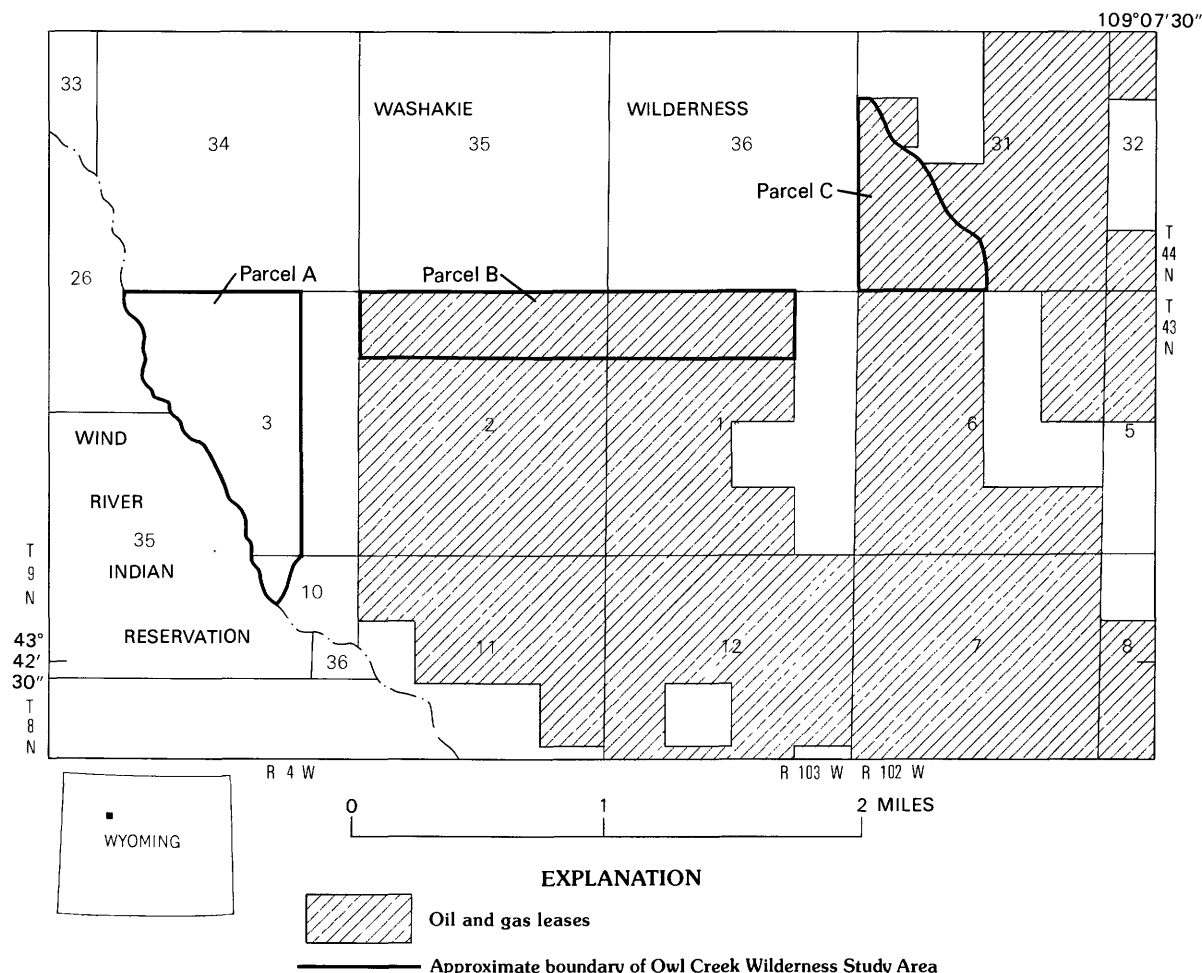 109°07'30"
33
WASHAKIE WILDERNESS
34
35
36
31
32
Parcel C
T
44
N
26
Parcel A
Parcel B
T
43
N
3
2
1
6
5
WIND
RIVER
35
INDIAN
RESERVATION
T
9
N
10
43°
42'
30"
36
11
12
7
8
T
8
N
R 4 W
R 103 W
R 102 W
WYOMING
0 1 2 MILES
EXPLANATION
Oil and gas leases
Approximate boundary of Owl Creek Wilderness Study Area